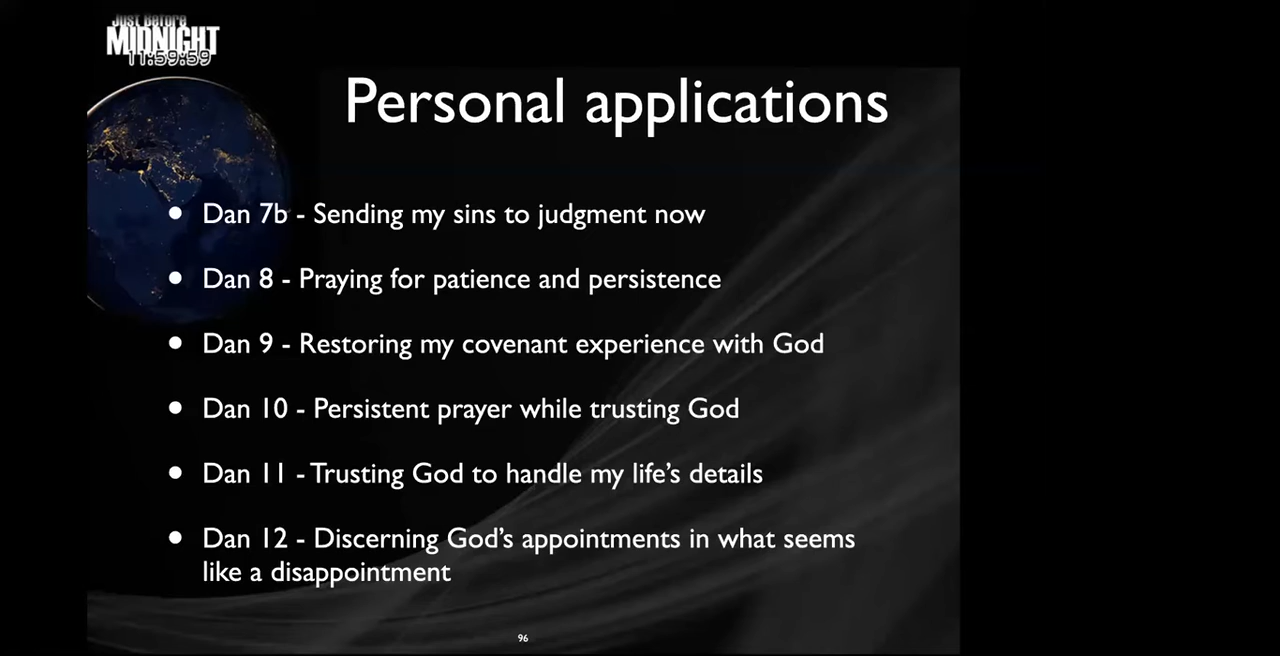 Just Before
MIDNIGHT
11:59:59
Personal applications
• Dan 7b - Sending my sins to judgment now
• Dan 8 - Praying for patience and persistence
• Dan 9 - Restoring my covenant experience with God
• Dan 10 - Persistent prayer while trusting God
• Dan 11 - Trusting God to handle my life’s details
• Dan 12 - Discerning God’s appointments in what seems
like a disappointment
96